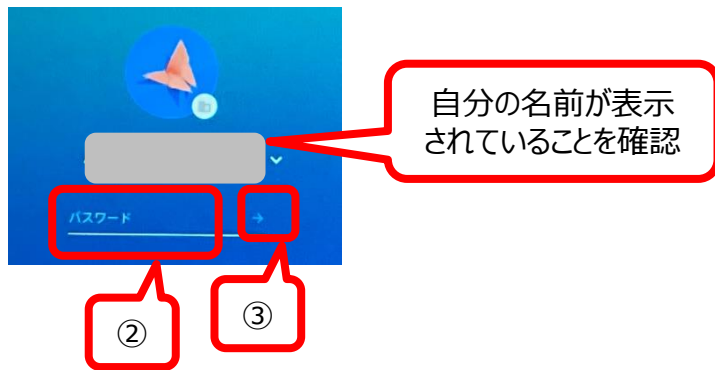 自分の名前が表示
されていることを確認
パスワード
→
②
③